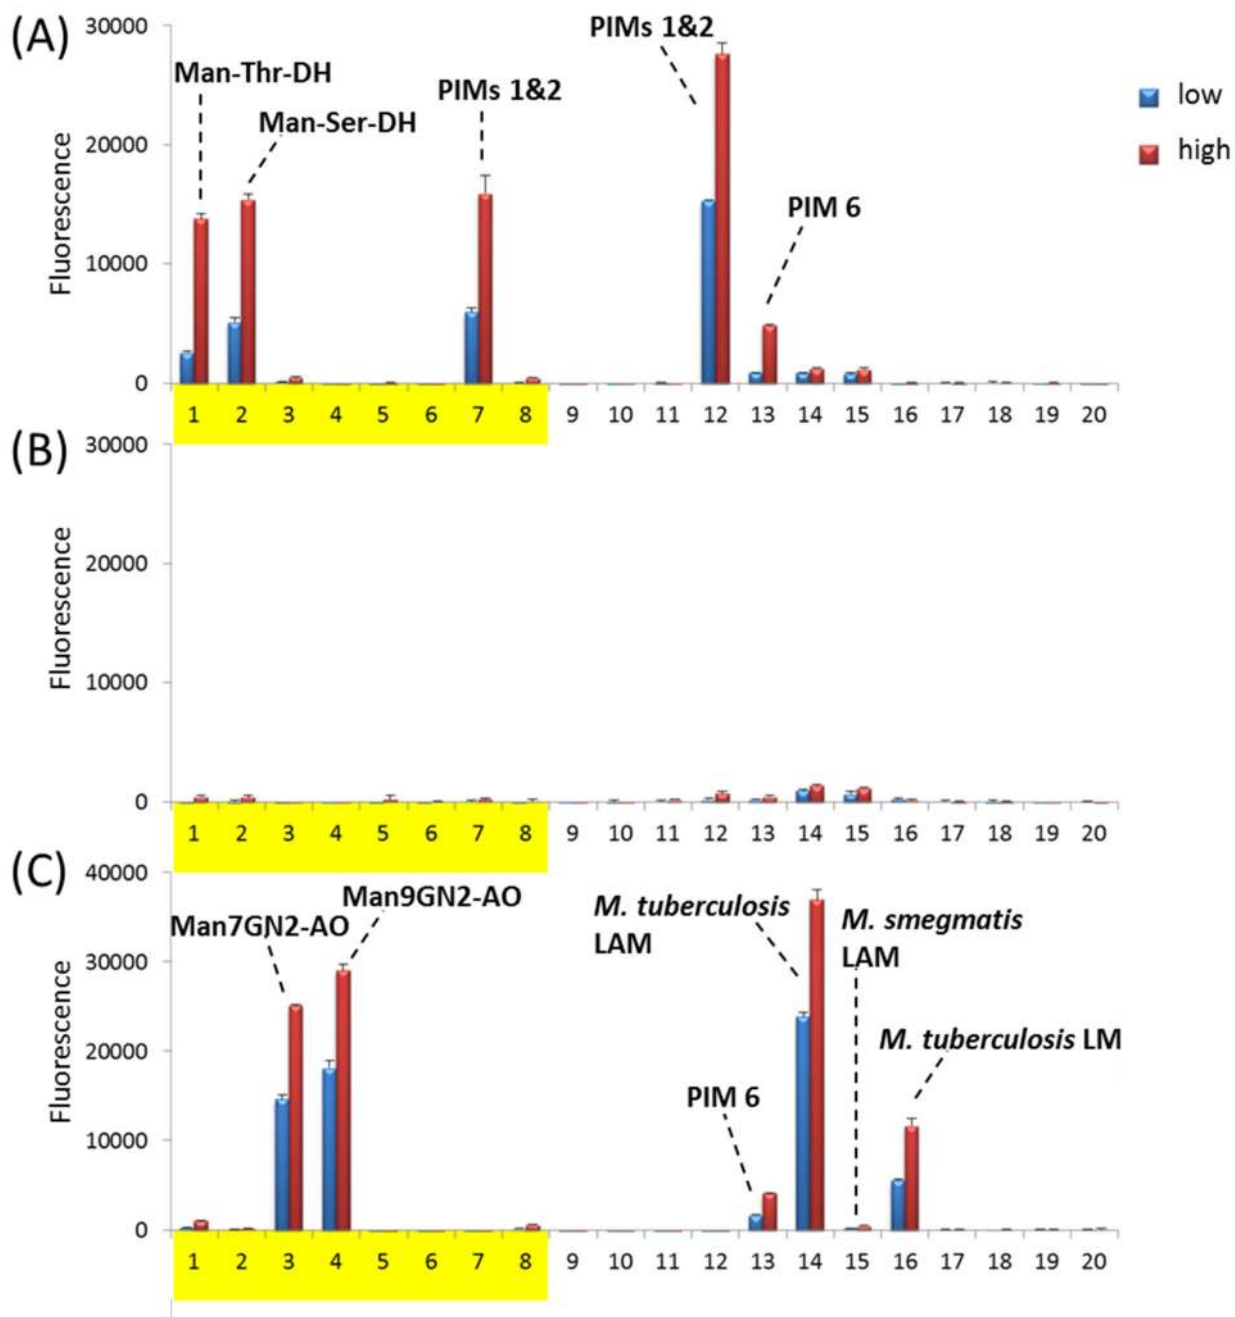 (A)
30000
20000
10000
0
Fluorescence
Man-Thr-DH
Man-Ser-DH
PIMs 1&2
PIMs 1&2
PIM 6
low
high
1 2 3 4 5 6 7 8 9 10 11 12 13 14 15 16 17 18 19 20
(B)
30000
20000
10000
0
Fluorescence
1 2 3 4 5 6 7 8 9 10 11 12 13 14 15 16 17 18 19 20
(C)
40000
30000
20000
10000
0
Fluorescence
Man7GN2-AO
Man9GN2-AO
M. tuberculosis
LAM
M. smegmatis
LAM
M. tuberculosis LM
PIM 6
1 2 3 4 5 6 7 8 9 10 11 12 13 14 15 16 17 18 19 20